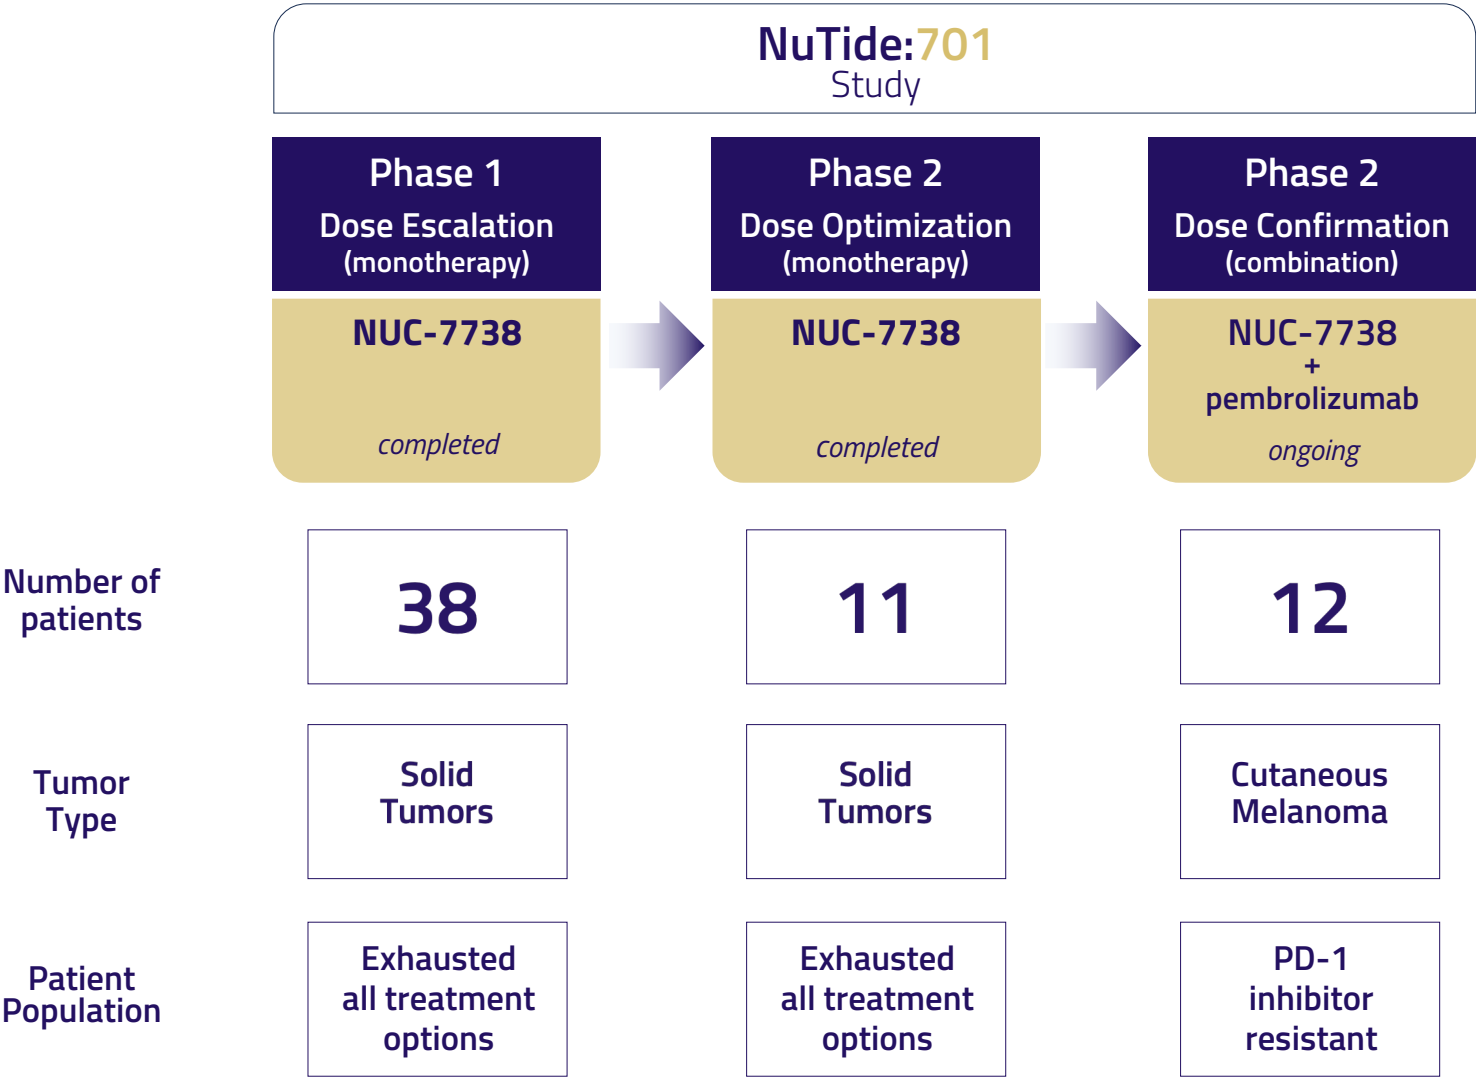 NuTide:701
Study
Phase 1
Dose Escalation
(monotherapy)
NUC-7738
completed
Phase 2
Dose Optimization
(monotherapy)
NUC-7738
completed
Phase 2
Dose Confirmation
(combination)
NUC-7738
+
pembrolizumab
ongoing
Number of
patients
38
11
12
Tumor
Type
Solid
Tumors
Solid
Tumors
Cutaneous
Melanoma
Patient
Population
Exhausted
all treatment
options
Exhausted
all treatment
options
PD-1
inhibitor
resistant